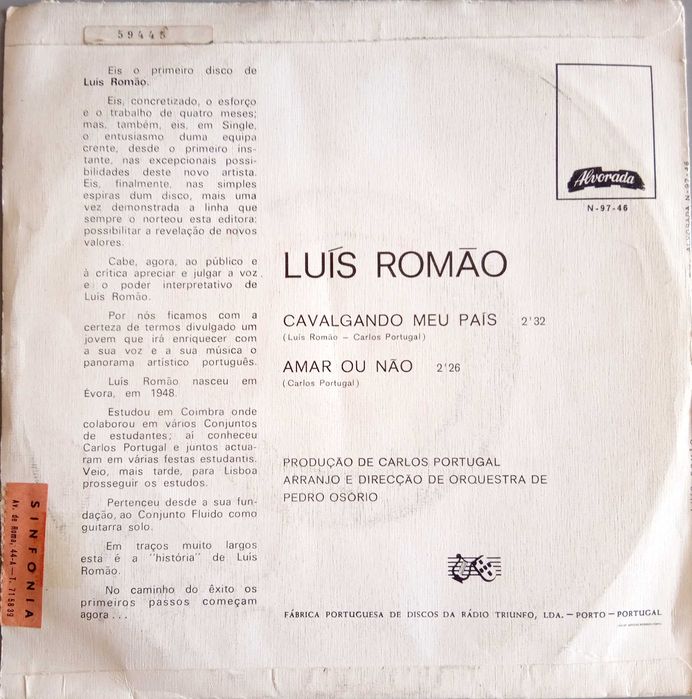 59445
Eis o primeiro disco de
Luís Romão.
Eis, concretizado, o esforço
e o trabalho de quatro meses;
mas, também, eis, em Single,
o entusiasmo duma equipa
crente, desde o primeiro ins-
tante, nas excepcionais possi-
bilidades deste novo artista.
Eis, finalmente, nas simples
espiras dum disco, mais uma
vez demonstrada a linha que
sempre o norteou esta editora:
possibilitar a revelação de novos
valores.
Cabe, agora, ao público e
à crítica apreciar e julgar a voz
e o poder interpretativo de
Luís Romão.
Por nós ficamos com a
certeza de termos divulgado um
jovem que irá enriquecer com
a sua voz e a sua música o
panorama artístico português.
Luís Romão nasceu em
Évora, em 1948.
Estudou em Coimbra onde
colaborou em vários Conjuntos
de estudantes; aí conheceu
Carlos Portugal e juntos actua-
ram em várias festas estudantis.
Veio, mais tarde, para Lisboa
prosseguir os estudos.
Pertenceu desde a sua fun-
dação, ao Conjunto Fluido como
guitarra solo.
Em traços muito largos
esta é a "história" de Luís
Romão.
No caminho do êxito os
primeiros passos começam
agora...
SINFONIA
Av. de Roma, 44-A — T. 715839
Alvorada
N-97-46
ALVORADA N-97-46
LUÍS ROMÃO
CAVALGANDO MEU PAÍS 2'32
(Luís Romão – Carlos Portugal)
AMAR OU NÃO 2'26
(Carlos Portugal)
PRODUÇÃO DE CARLOS PORTUGAL
ARRANJO E DIRECÇÃO DE ORQUESTRA DE
PEDRO OSÓRIO
FÁBRICA PORTUGUESA DE DISCOS DA RÁDIO TRIUNFO, LDA. — PORTO - PORTUGAL